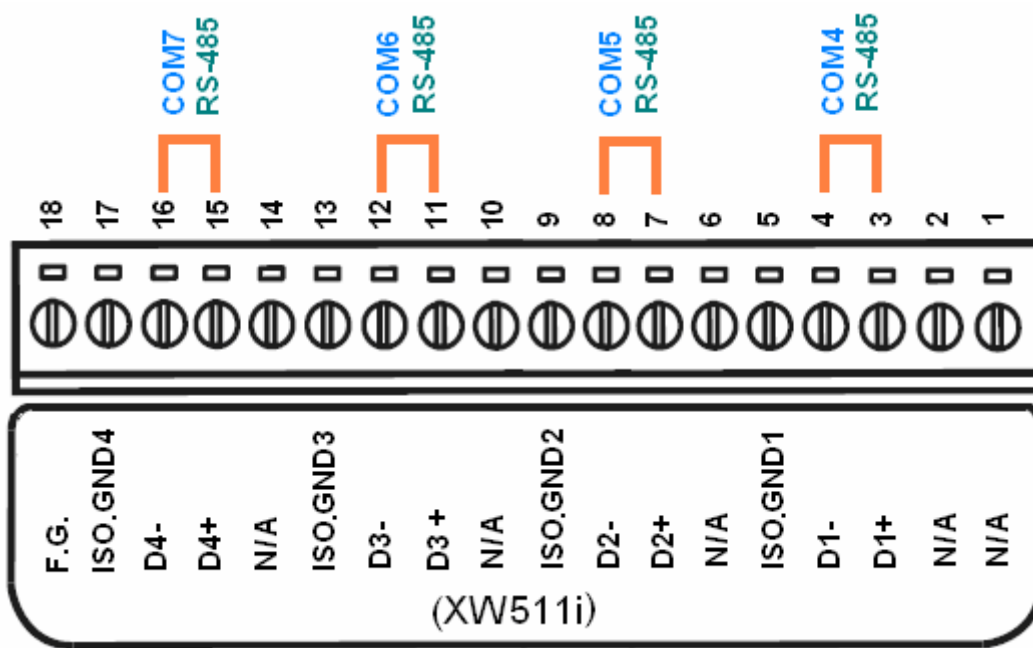 COM7
RS-485
COM6
RS-485
COM5
RS-485
COM4
RS-485
18
17
16
15
14
13
12
11
10
9
8
7
6
5
4
3
2
1
F.G.
ISO.GND4
D4-
D4+
N/A
ISO.GND3
D3-
D3 +
N/A
ISO.GND2
D2-
D2+
N/A
ISO.GND1
D1-
D1+
N/A
N/A
(XW511i)